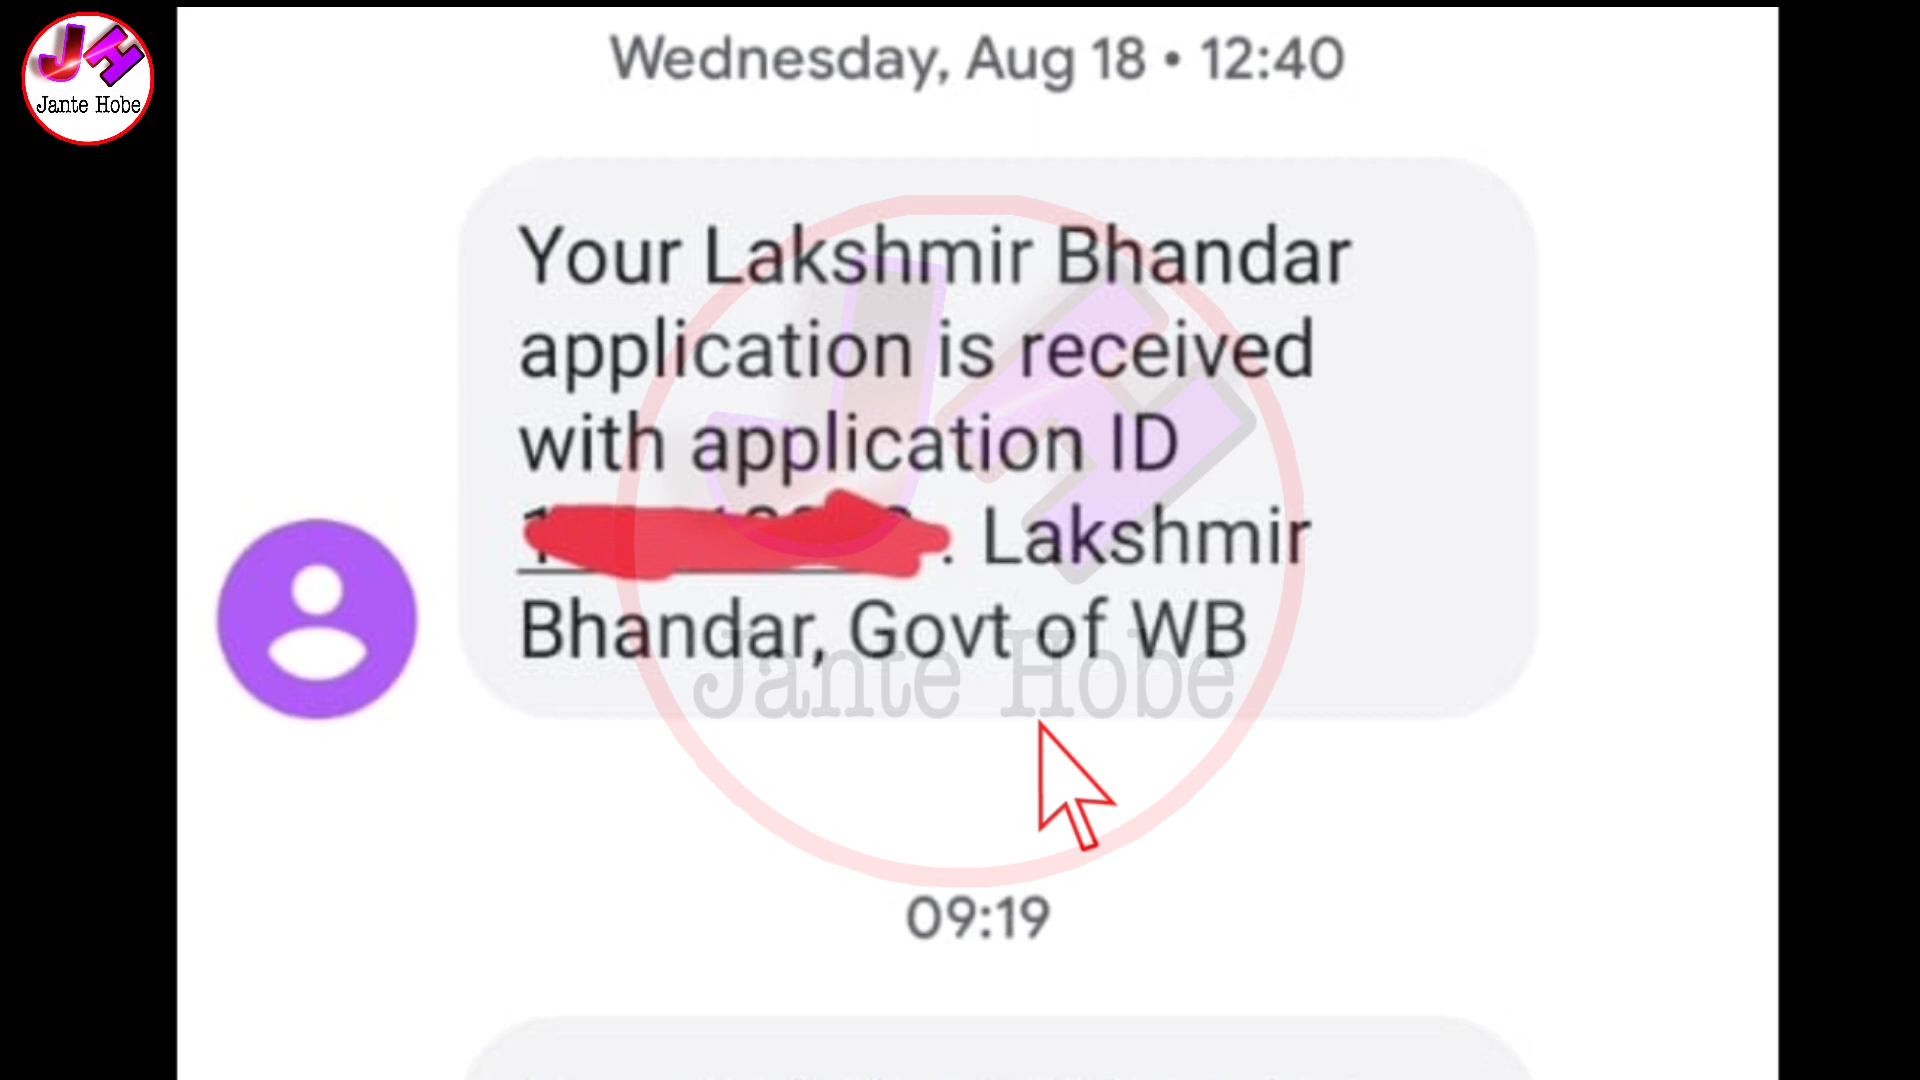 JH
Jante Hobe
Wednesday, Aug 18 • 12:40
Your Lakshmir Bhandar
application is received
with application ID
. Lakshmir
Bhandar, Govt of WB
Jante Hobe
09:19